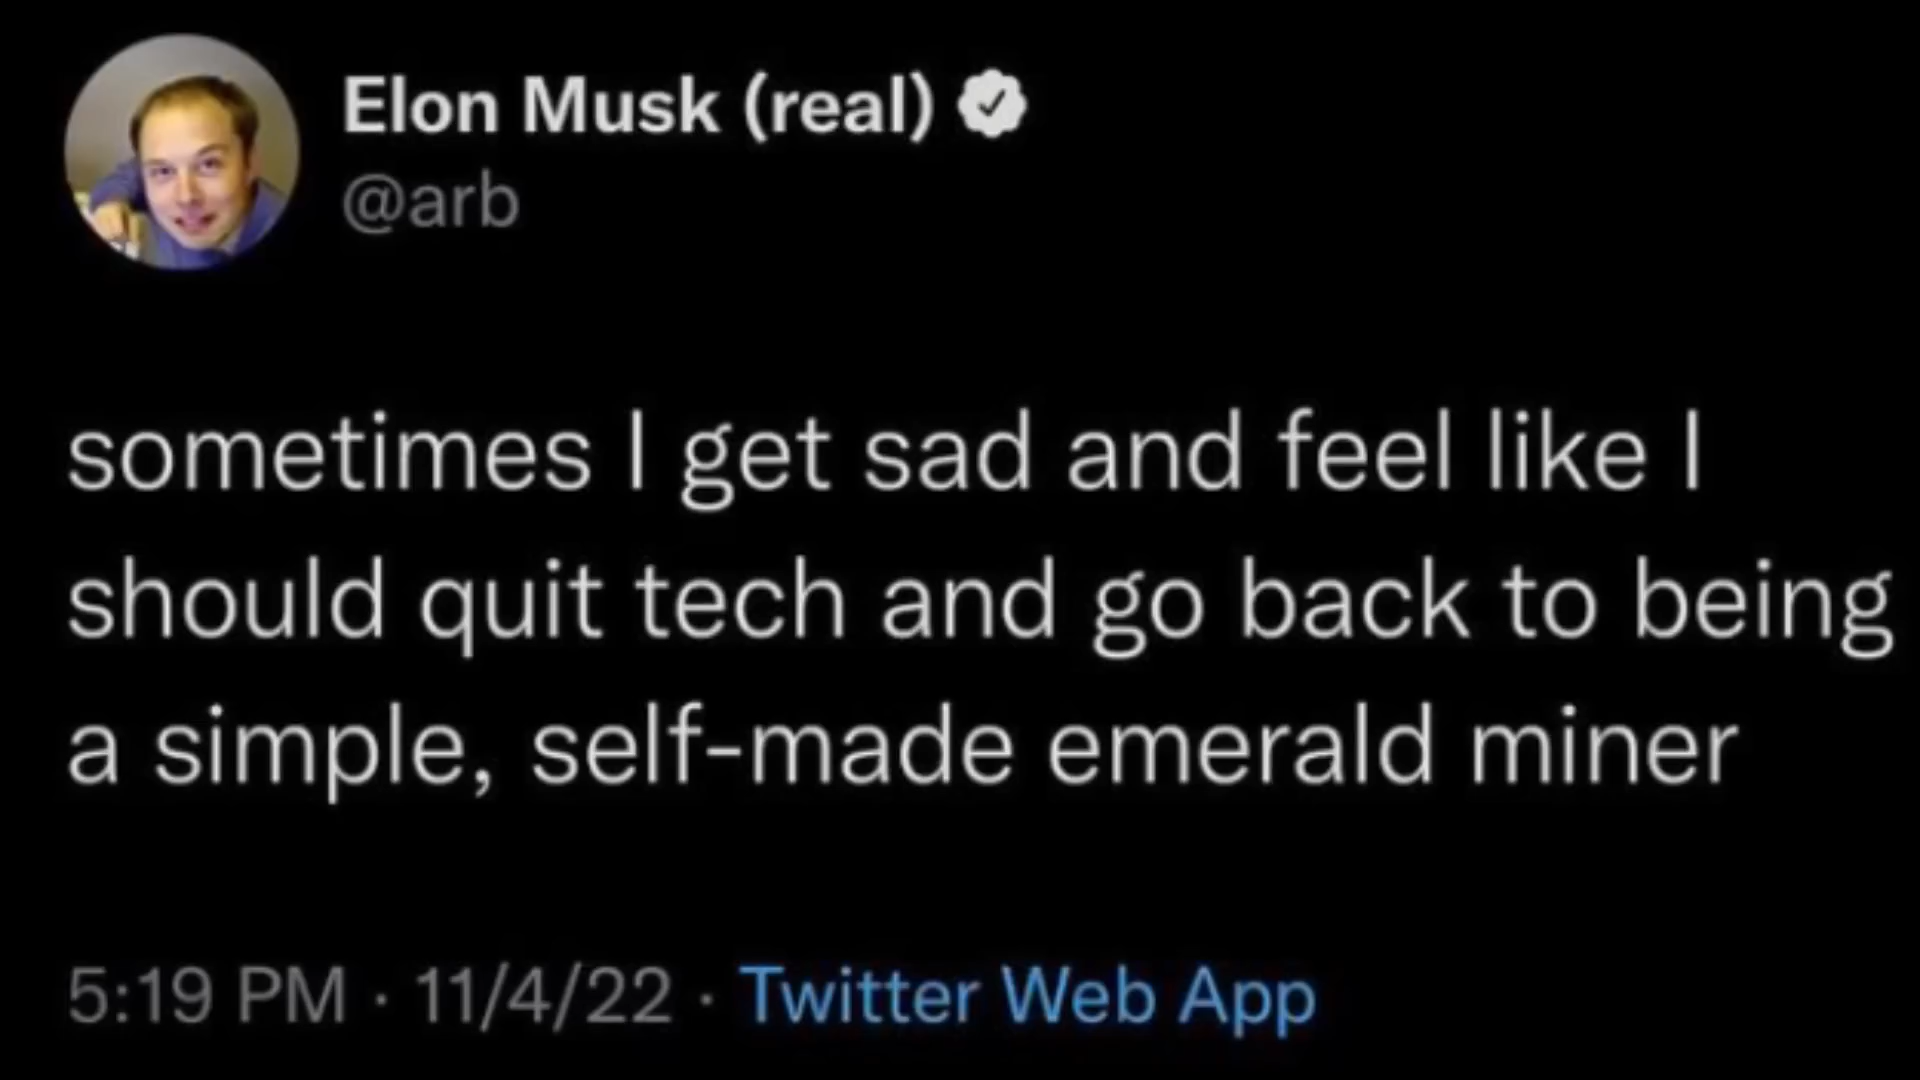 Elon Musk (real)
@arb
sometimes I get sad and feel like I
should quit tech and go back to being
a simple, self-made emerald miner
5:19 PM · 11/4/22 · Twitter Web App